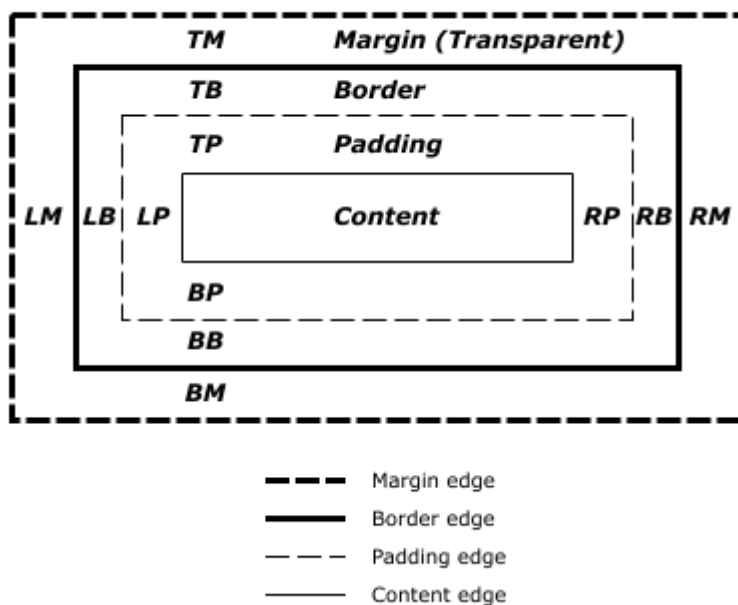 TM Margin (Transparent)
TB Border
TP Padding
LM LB LP Content RP RB RM
BP
BB
BM
Margin edge
Border edge
Padding edge
Content edge